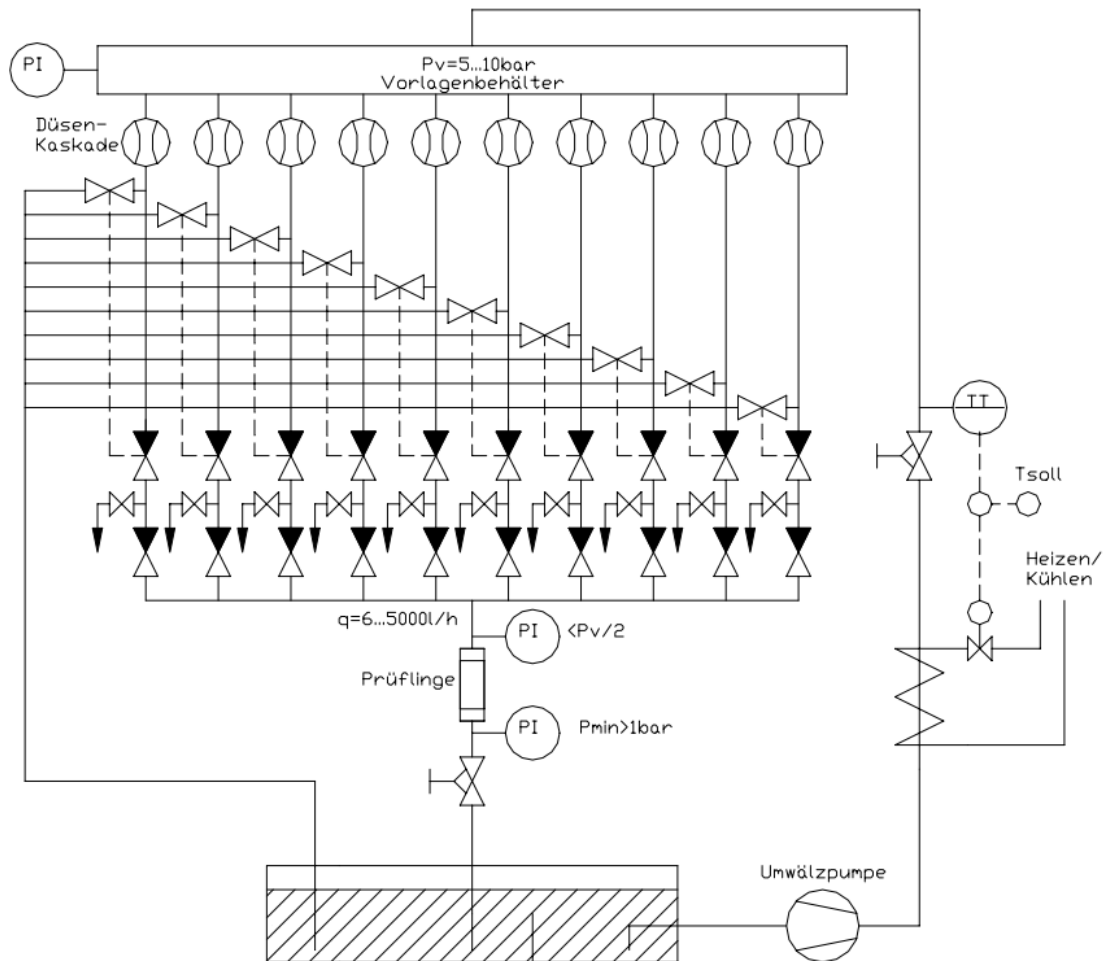 PI
Pv=5...10bar
Vorlagenbehälter
Düsen-
Kaskade
TT
Tsoll
Heizen/
Kühlen
q=6...5000l/h
PI
<Pv/2
Prüflinge
PI
Pmin>1bar
Umwälzpumpe